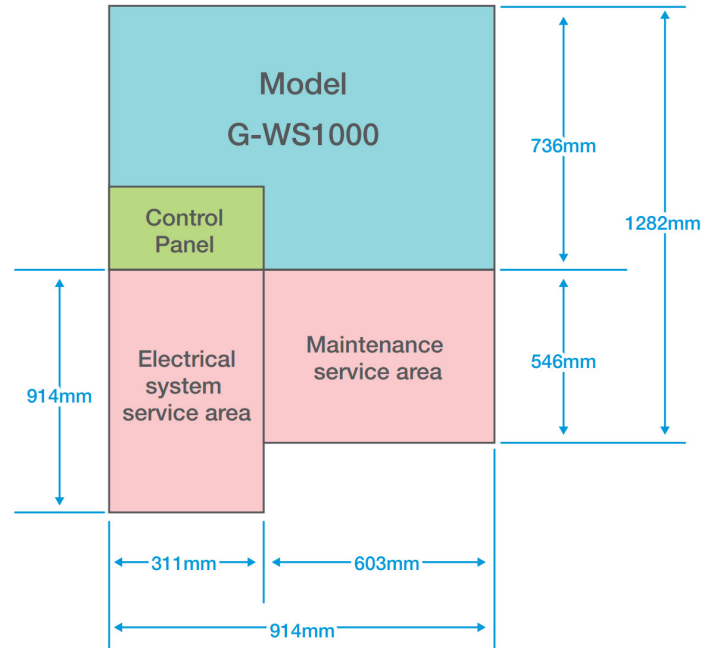 Model
G-WS1000
736mm
1282mm
Control
Panel
Electrical
system
service area
Maintenance
service area
546mm
914mm
311mm
603mm
914mm